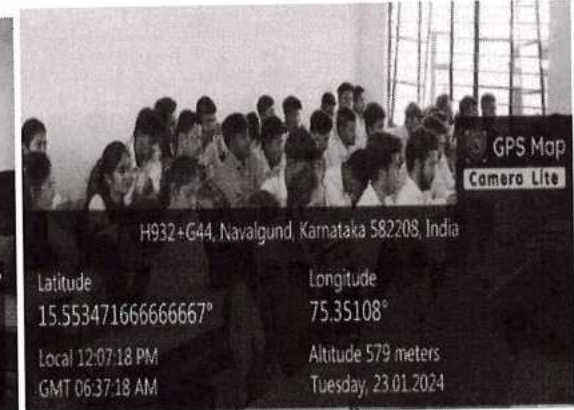 GPS Map
Camera Lite
H932+G44, Navalgund, Karnataka 582208, India
Latitude
15.553471666666667°
Longitude
75.35108°
Local 12:07:18 PM
GMT 06:37:18 AM
Altitude 579 meters
Tuesday, 23.01.2024